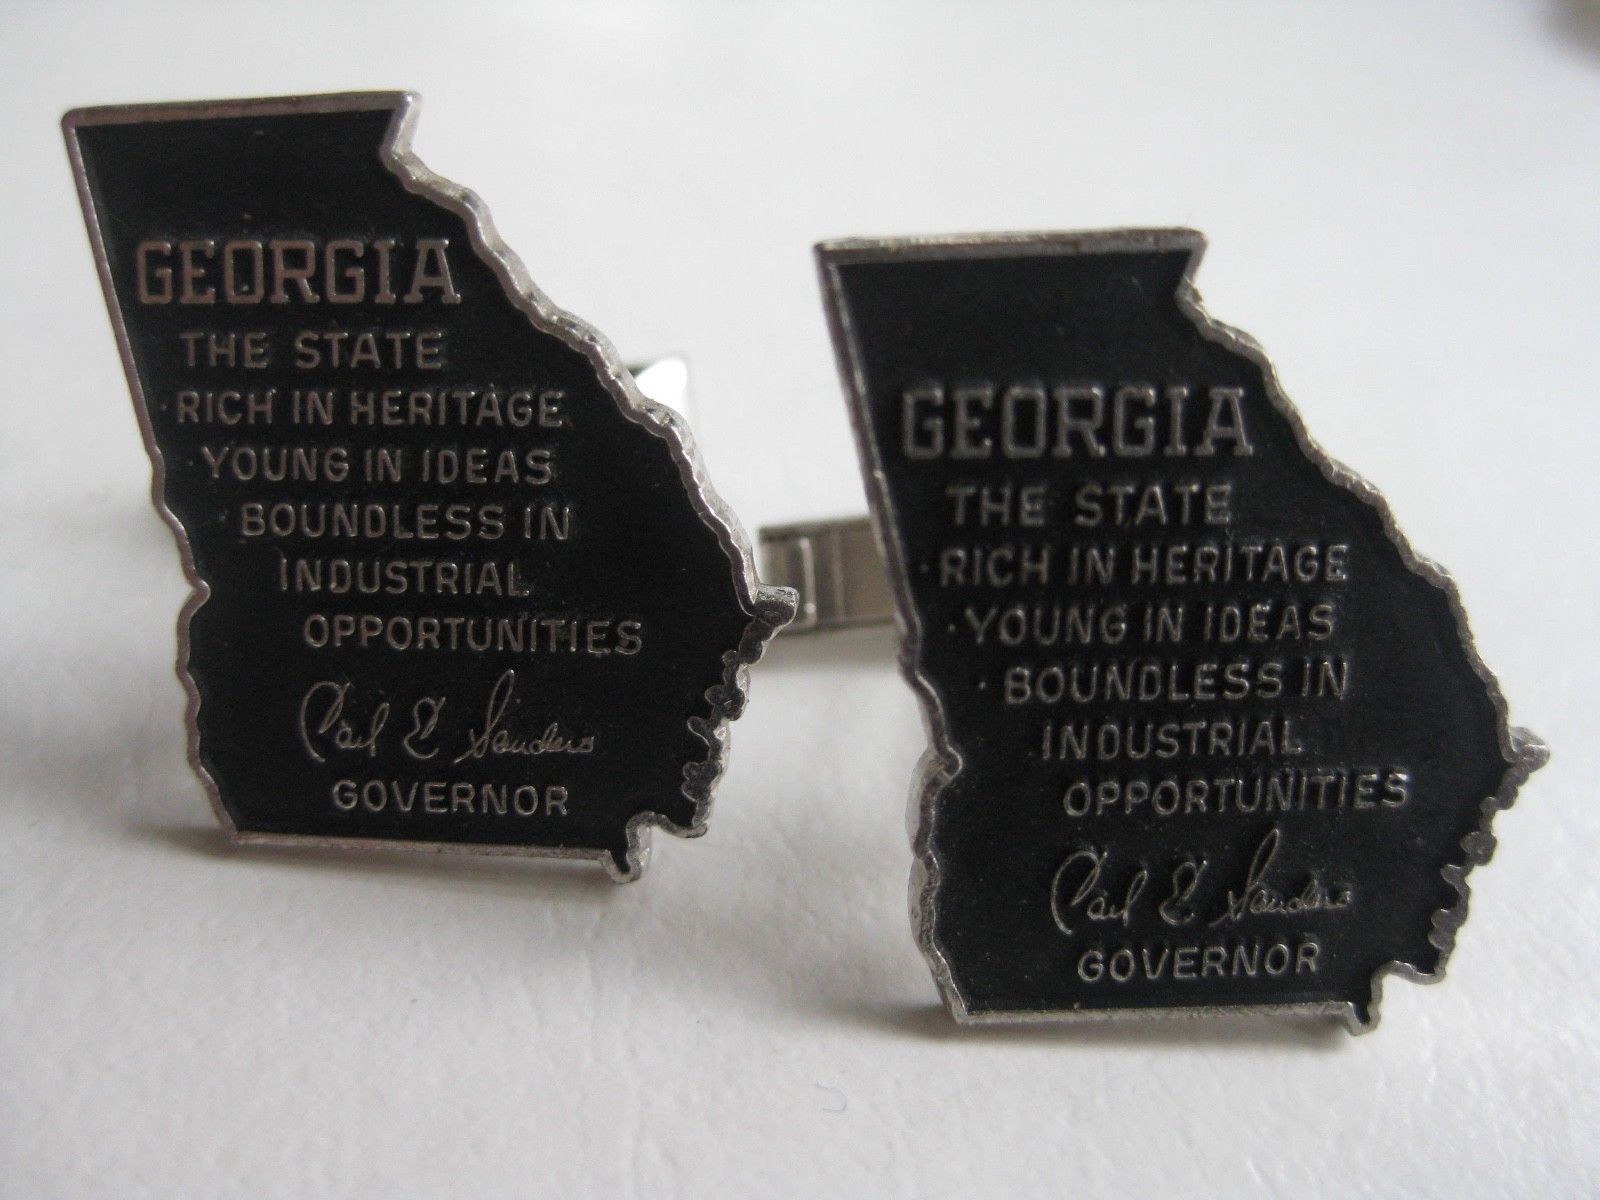 GEORGIA
THE STATE
RICH IN HERITAGE
YOUNG IN IDEAS
BOUNDLESS IN
INDUSTRIAL
OPPORTUNITIES
Carl E Sanders
GOVERNOR
GEORGIA
THE STATE
RICH IN HERITAGE
YOUNG IN IDEAS
BOUNDLESS IN
INDUSTRIAL
OPPORTUNITIES
Carl E Sanders
GOVERNOR